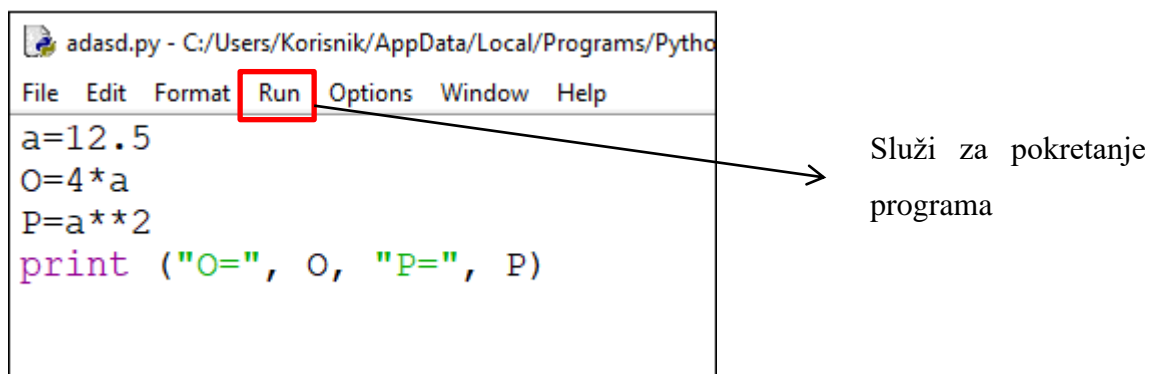 adasd.py - C:/Users/Korisnik/AppData/Local/Programs/Pytho
File Edit Format Run Options Window Help
a=12.5
O=4*a
P=a**2
print ("O=", O, "P=", P)
Služi za pokretanje
programa